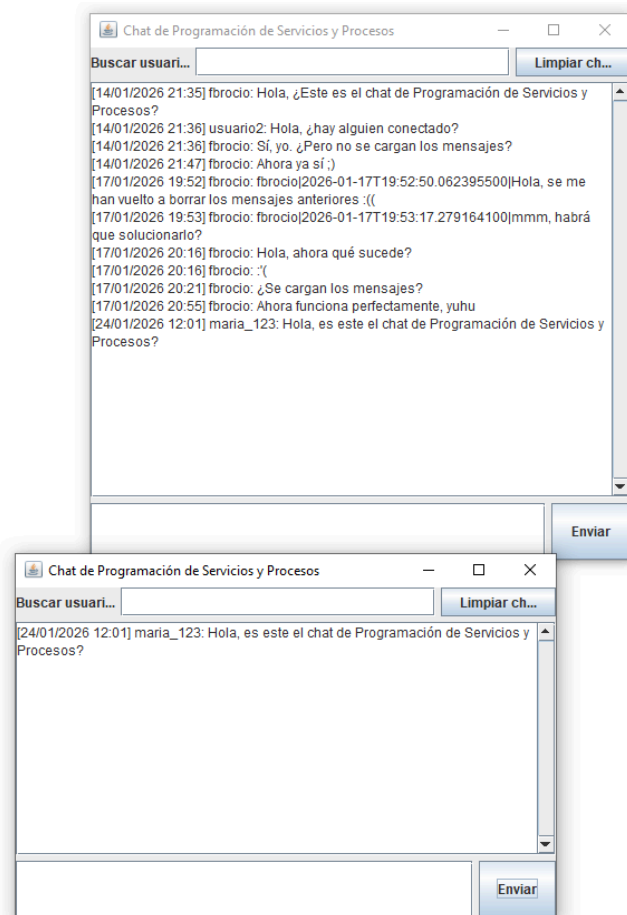 Chat de Programación de Servicios y Procesos
Buscar usuari...
Limpiar ch...
[14/01/2026 21:35] fbrocio: Hola, ¿Este es el chat de Programación de Servicios y
Procesos?
[14/01/2026 21:36] usuario2: Hola, ¿hay alguien conectado?
[14/01/2026 21:36] fbrocio: Sí, yo. ¿Pero no se cargan los mensajes?
[14/01/2026 21:47] fbrocio: Ahora ya sí ;)
[17/01/2026 19:52] fbrocio: fbrocio|2026-01-17T19:52:50.062395500|Hola, se me
han vuelto a borrar los mensajes anteriores :((
[17/01/2026 19:53] fbrocio: fbrocio|2026-01-17T19:53:17.279164100|mmm, habrá
que solucionarlo?
[17/01/2026 20:16] fbrocio: Hola, ahora qué sucede?
[17/01/2026 20:16] fbrocio: :'(
[17/01/2026 20:21] fbrocio: ¿Se cargan los mensajes?
[17/01/2026 20:55] fbrocio: Ahora funciona perfectamente, yuhu
[24/01/2026 12:01] maria_123: Hola, es este el chat de Programación de Servicios y
Procesos?
Enviar
Chat de Programación de Servicios y Procesos
Buscar usuari...
Limpiar ch...
[24/01/2026 12:01] maria_123: Hola, es este el chat de Programación de Servicios y
Procesos?
Enviar